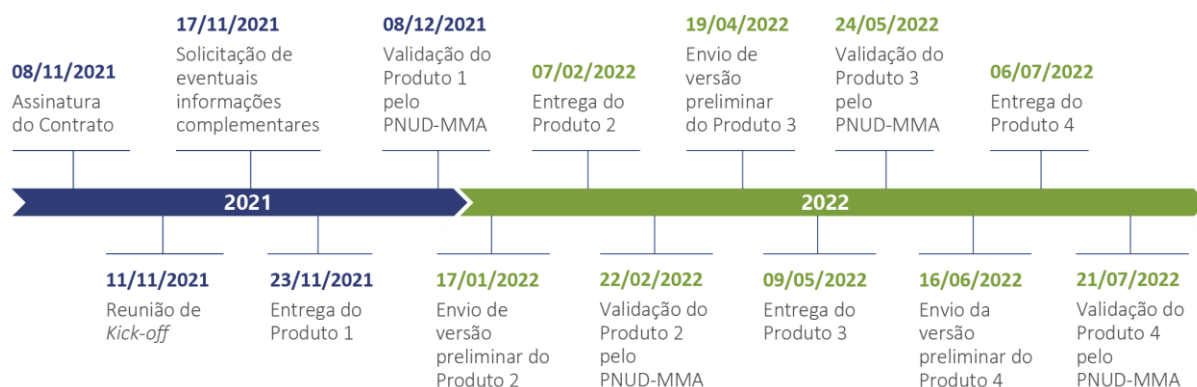 08/11/2021
Assinatura
do Contrato
17/11/2021
Solicitação de
eventuais
informações
complementares
08/12/2021
Validação do
Produto 1
pelo
PNUD-MMA
07/02/2022
Entrega do
Produto 2
19/04/2022
Envio de
versão
preliminar
do Produto 3
24/05/2022
Validação do
Produto 3
pelo
PNUD-MMA
06/07/2022
Entrega do
Produto 4
2021
2022
11/11/2021
Reunião de
Kick-off
23/11/2021
Entrega do
Produto 1
17/01/2022
Envio de
versão
preliminar do
Produto 2
22/02/2022
Validação do
Produto 2
pelo
PNUD-MMA
09/05/2022
Entrega do
Produto 3
16/06/2022
Envio da
versão
preliminar do
Produto 4
21/07/2022
Validação do
Produto 4
pelo
PNUD-MMA